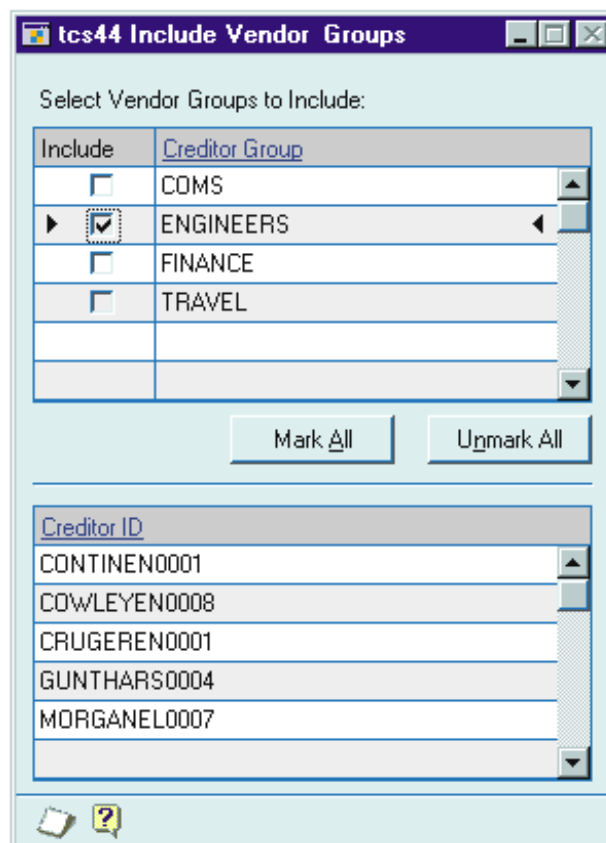 tcs44 Include Vendor Groups
Select Vendor Groups to Include:
Include Creditor Group
COMS
ENGINEERS
FINANCE
TRAVEL
Mark All Unmark All
Creditor ID
CONTINEN0001
COWLEYEN0008
CRUGEREN0001
GUNTHARS0004
MORGANEL0007